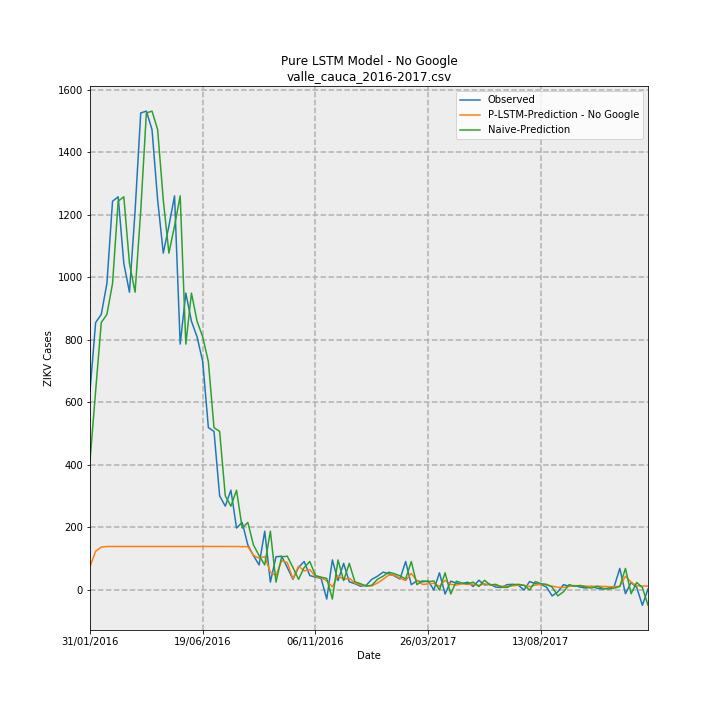 Pure LSTM Model - No Google
valle_cauca_2016-2017.csv
Observed
P-LSTM-Prediction - No Google
Naive-Prediction
1600
1400
1200
1000
800
600
400
200
0
ZIKV Cases
31/01/2016 19/06/2016 06/11/2016 26/03/2017 13/08/2017
Date